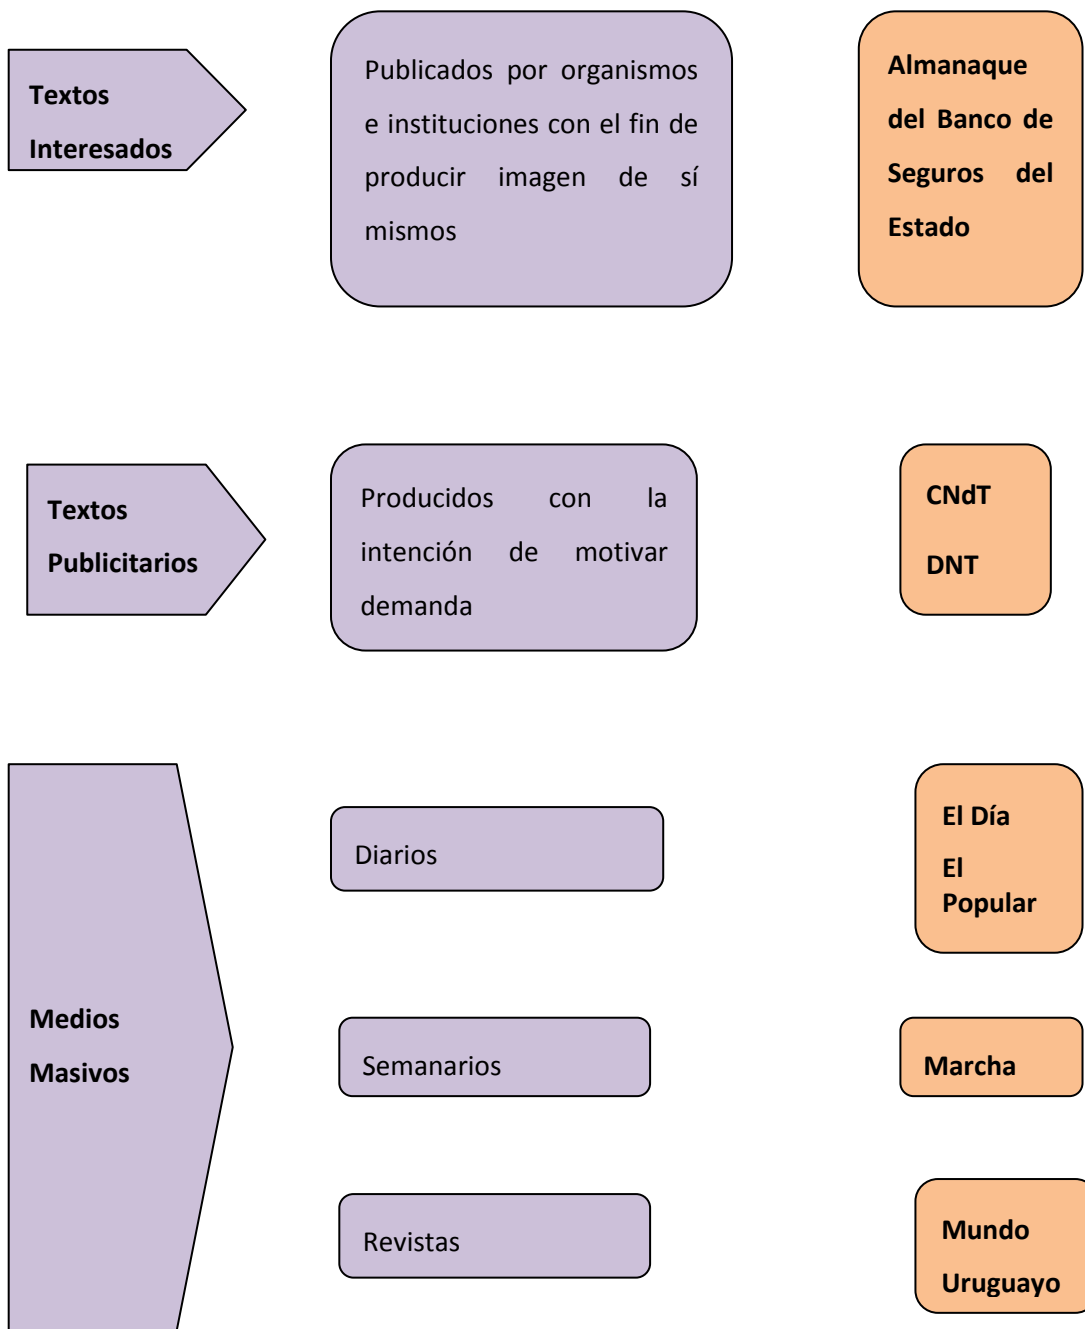 Textos
Interesados
Publicados por organismos
e instituciones con el fin de
producir imagen de sí
mismos
Almanaque
del Banco de
Seguros del
Estado
Textos
Publicitarios
Producidos con la
intención de motivar
demanda
CNdT
DNT
Medios
Masivos
Diarios
El Día
El
Popular
Semanarios
Marcha
Revistas
Mundo
Uruguayo